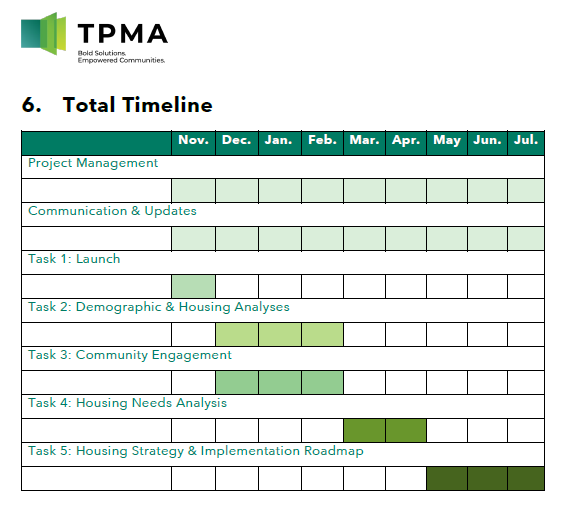 TPMA
Bold Solutions.
Empowered Communities.
6. Total Timeline
Nov. Dec. Jan. Feb. Mar. Apr. May Jun. Jul.
Project Management
Communication & Updates
Task 1: Launch
Task 2: Demographic & Housing Analyses
Task 3: Community Engagement
Task 4: Housing Needs Analysis
Task 5: Housing Strategy & Implementation Roadmap